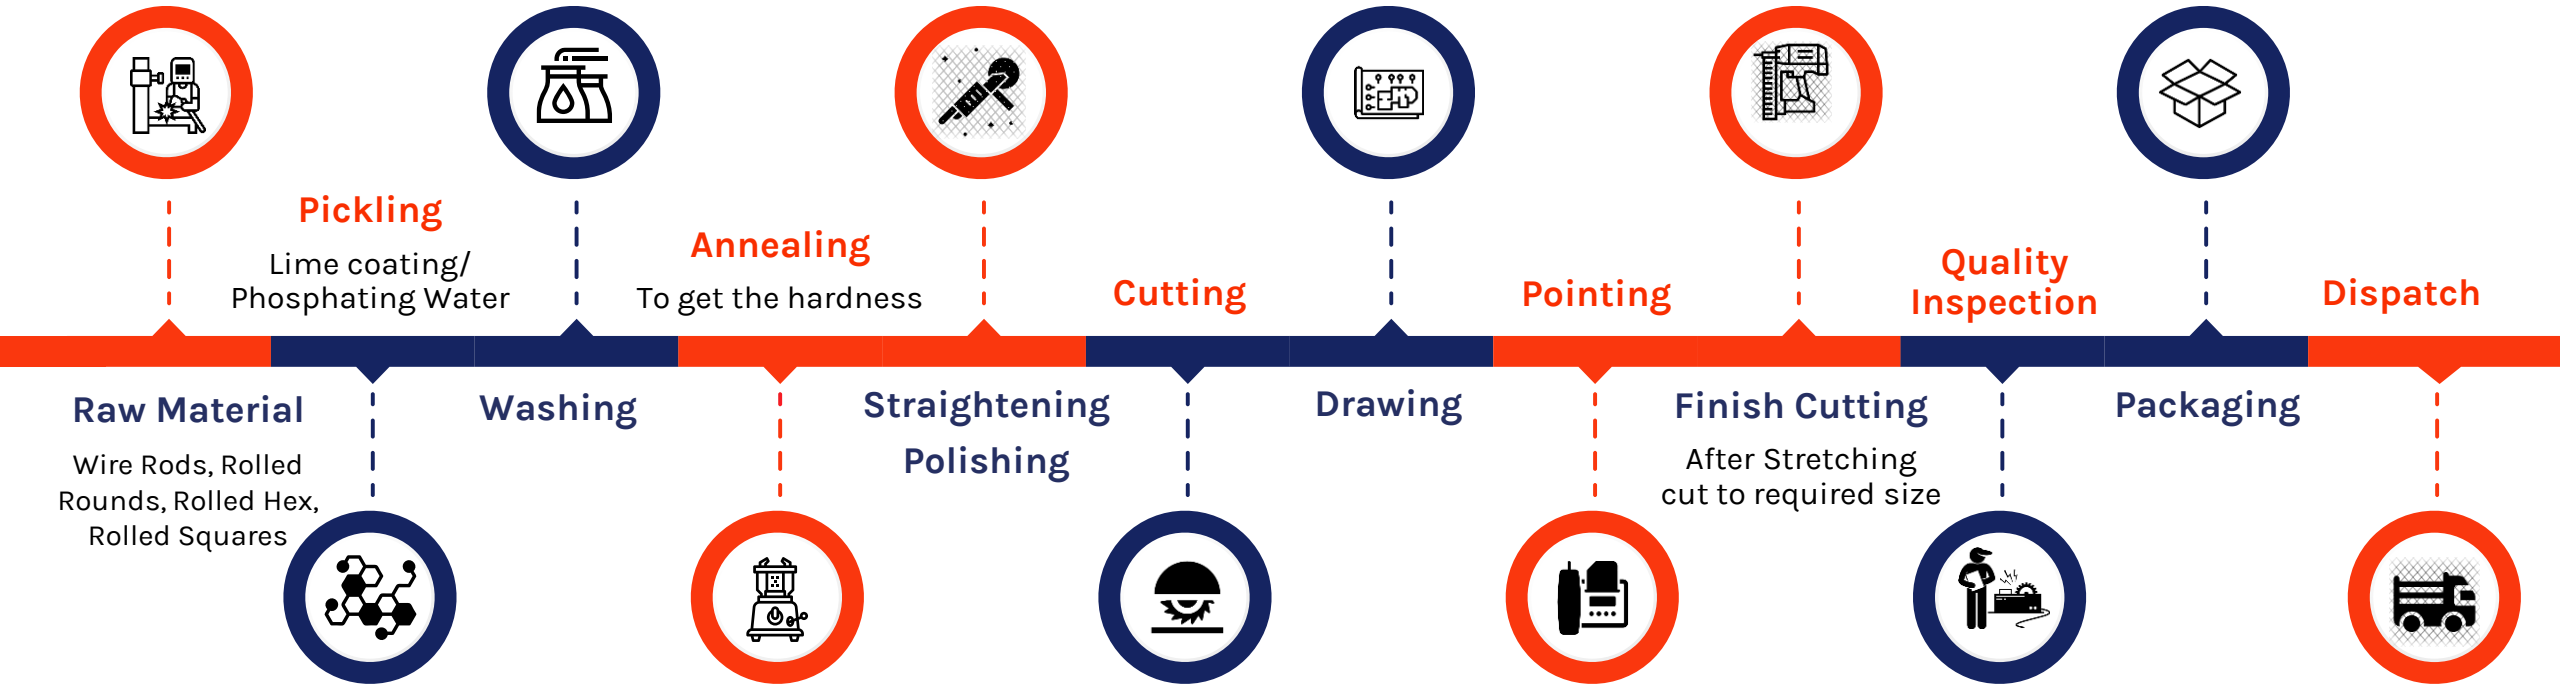 Raw Material
Wire Rods, Rolled
Rounds, Rolled Hex,
Rolled Squares
Pickling
Lime coating/
Phosphating Water
Washing
Annealing
To get the hardness
Straightening
Polishing
Cutting
Drawing
Pointing
Finish Cutting
After Stretching
cut to required size
Quality
Inspection
Packaging
Dispatch